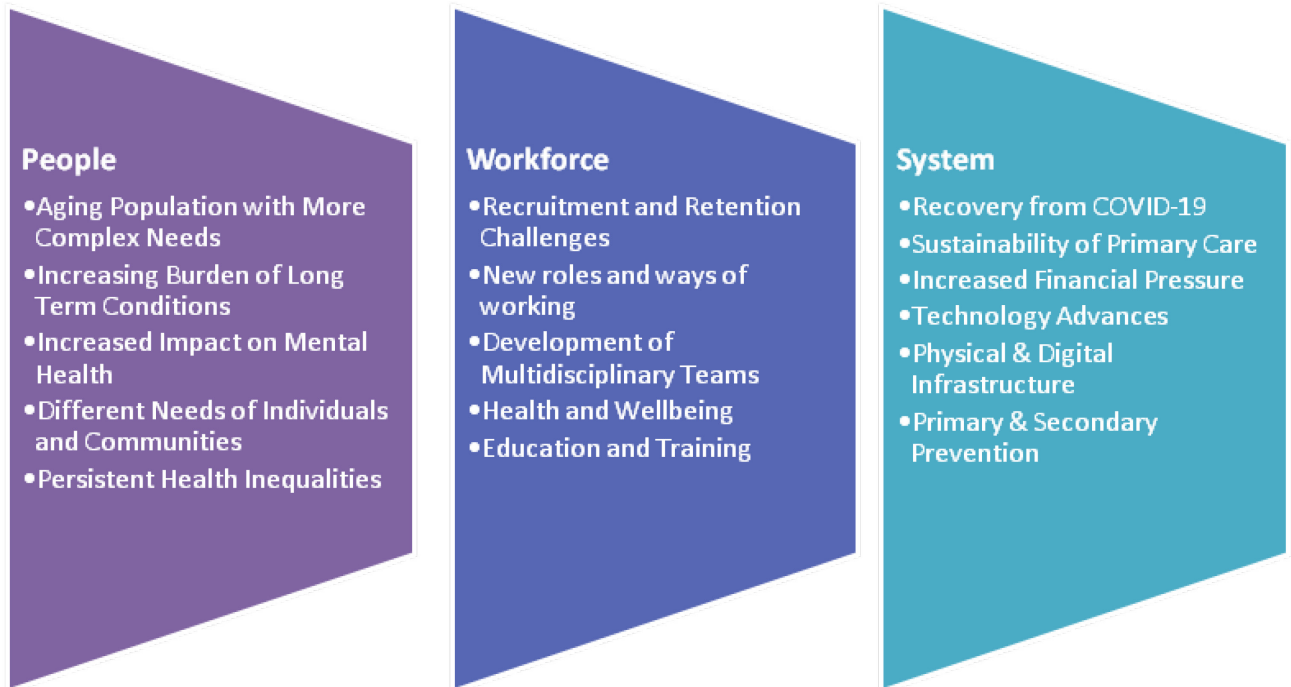 People
•Aging Population with More
Complex Needs
•Increasing Burden of Long
Term Conditions
•Increased Impact on Mental
Health
•Different Needs of Individuals
and Communities
•Persistent Health Inequalities
Workforce
•Recruitment and Retention
Challenges
•New roles and ways of
working
•Development of
Multidisciplinary Teams
•Health and Wellbeing
•Education and Training
System
•Recovery from COVID-19
•Sustainability of Primary Care
•Increased Financial Pressure
•Technology Advances
•Physical & Digital
Infrastructure
•Primary & Secondary
Prevention